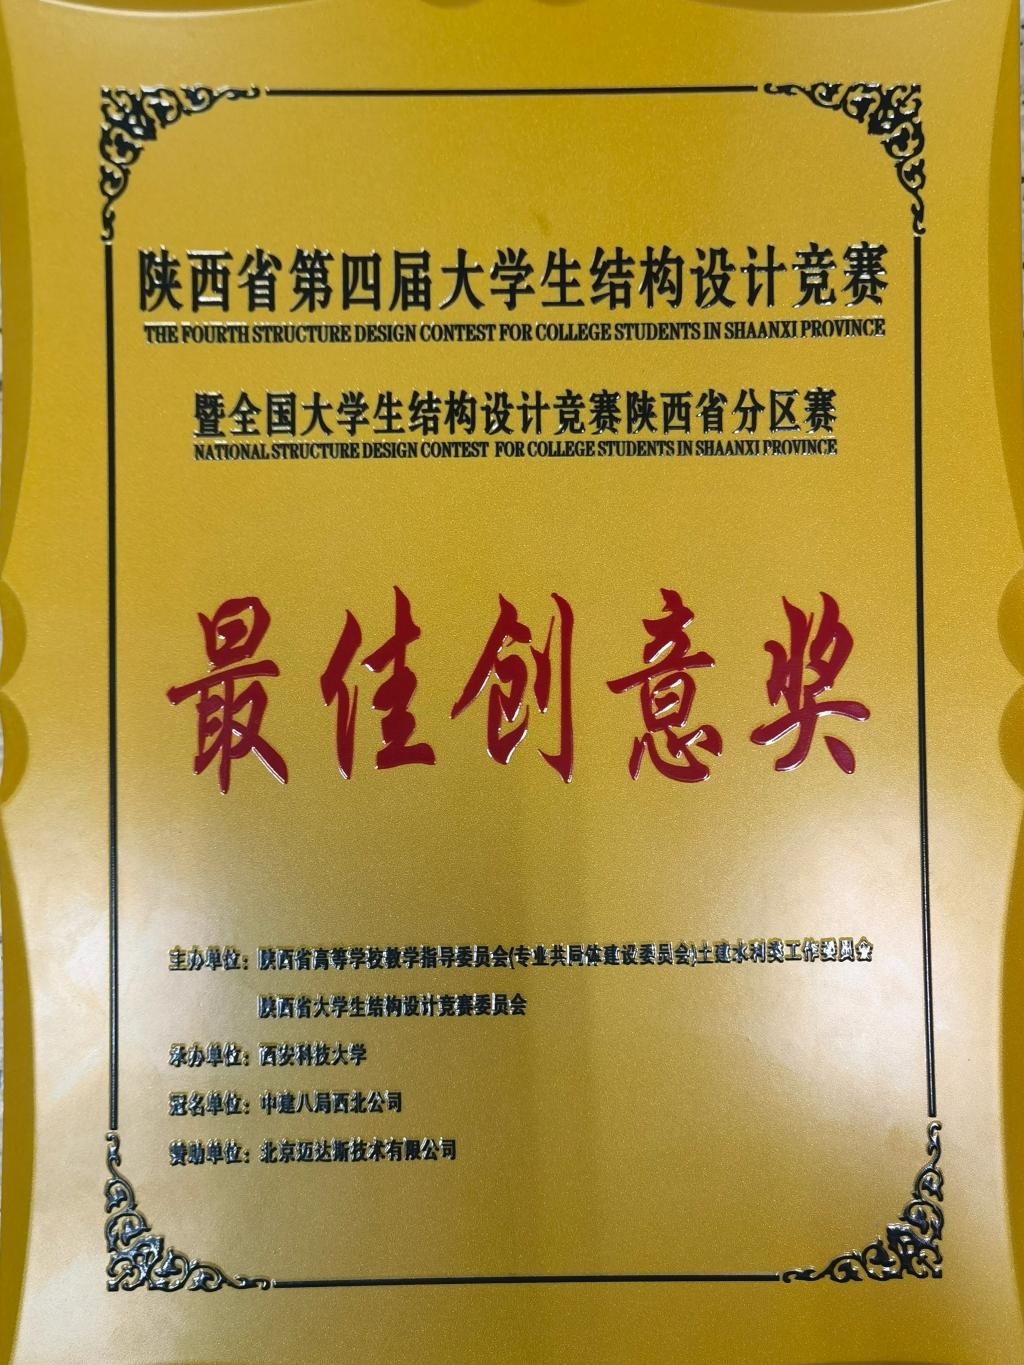 陕西省第四届大学生结构设计竞赛
THE FOURTH STRUCTURE DESIGN CONTEST FOR COLLEGE STUDENTS IN SHAANXI PROVINCE
暨全国大学生结构设计竞赛陕西省分区赛
NATIONAL STRUCTURE DESIGN CONTEST FOR COLLEGE STUDENTS IN SHAANXI PROVINCE
最佳创意奖
主办单位：陕西省高等学校教学指导委员会(专业共同体建设委员会)土建水利类工作委员会
陕西省大学生结构设计竞赛委员会
承办单位：西安科技大学
冠名单位：中建八局西北公司
赞助单位：北京迈达斯技术有限公司